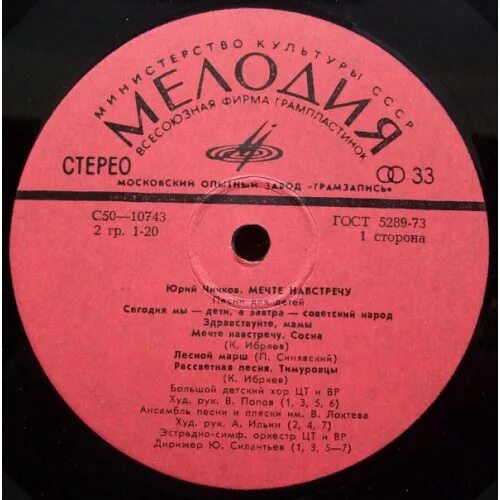 МИНИСТЕРСТВО КУЛЬТУРЫ СССР
МЕЛОДИЯ
ВСЕСОЮЗНАЯ ФИРМА ГРАМПЛАСТИНОК
СТЕРЕО
33
МОСКОВСКИЙ ОПЫТНЫЙ ЗАВОД «ГРАМЗАПИСЬ»
С50—10743
ГОСТ 5289-73
2 гр. 1-20
1 сторона
Юрий Чичков. МЕЧТЕ НАВСТРЕЧУ
Песни для детей
Сегодня мы — дети, а завтра — советский народ
Здравствуйте, мамы
Мечте навстречу. Сосна
(К. Ибряев)
Лесной марш (П. Синявский)
Рассветная песня. Тимуровцы
(К. Ибряев)
Большой детский хор ЦТ и ВР
Худ. рук. В. Попов (1, 3, 5, 6)
Ансамбль песни и пляски им. В. Локтева
Худ. рук. А. Ильин (2, 4, 7)
Эстрадно-симф. оркестр ЦТ и ВР
Дирижер Ю. Силантьев (1, 3, 5—7)